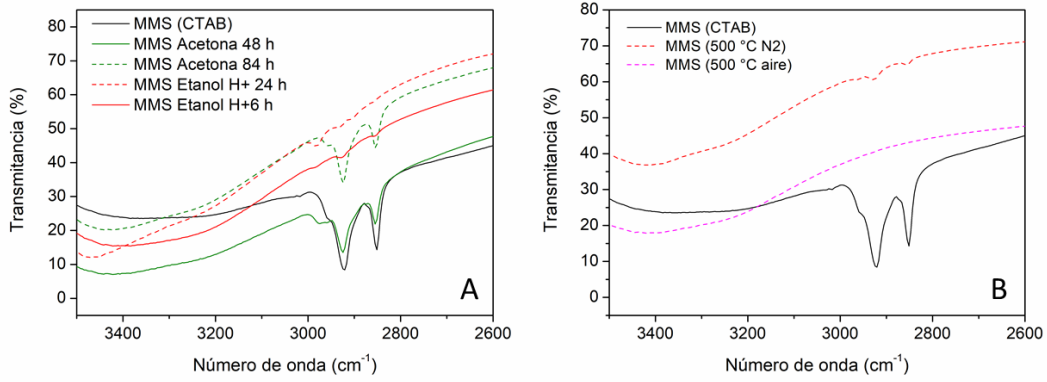 80
70
60
50
40
30
20
10
0
Transmitancia (%)
MMS (CTAB)
MMS Acetona 48 h
MMS Acetona 84 h
MMS Etanol H+ 24 h
MMS Etanol H+6 h
A
3400 3200 3000 2800 2600
Número de onda (cm-1)
80
70
60
50
40
30
20
10
0
Transmitancia (%)
MMS (CTAB)
MMS (500 °C N2)
MMS (500 °C aire)
B
3400 3200 3000 2800 2600
Número de onda (cm-1)